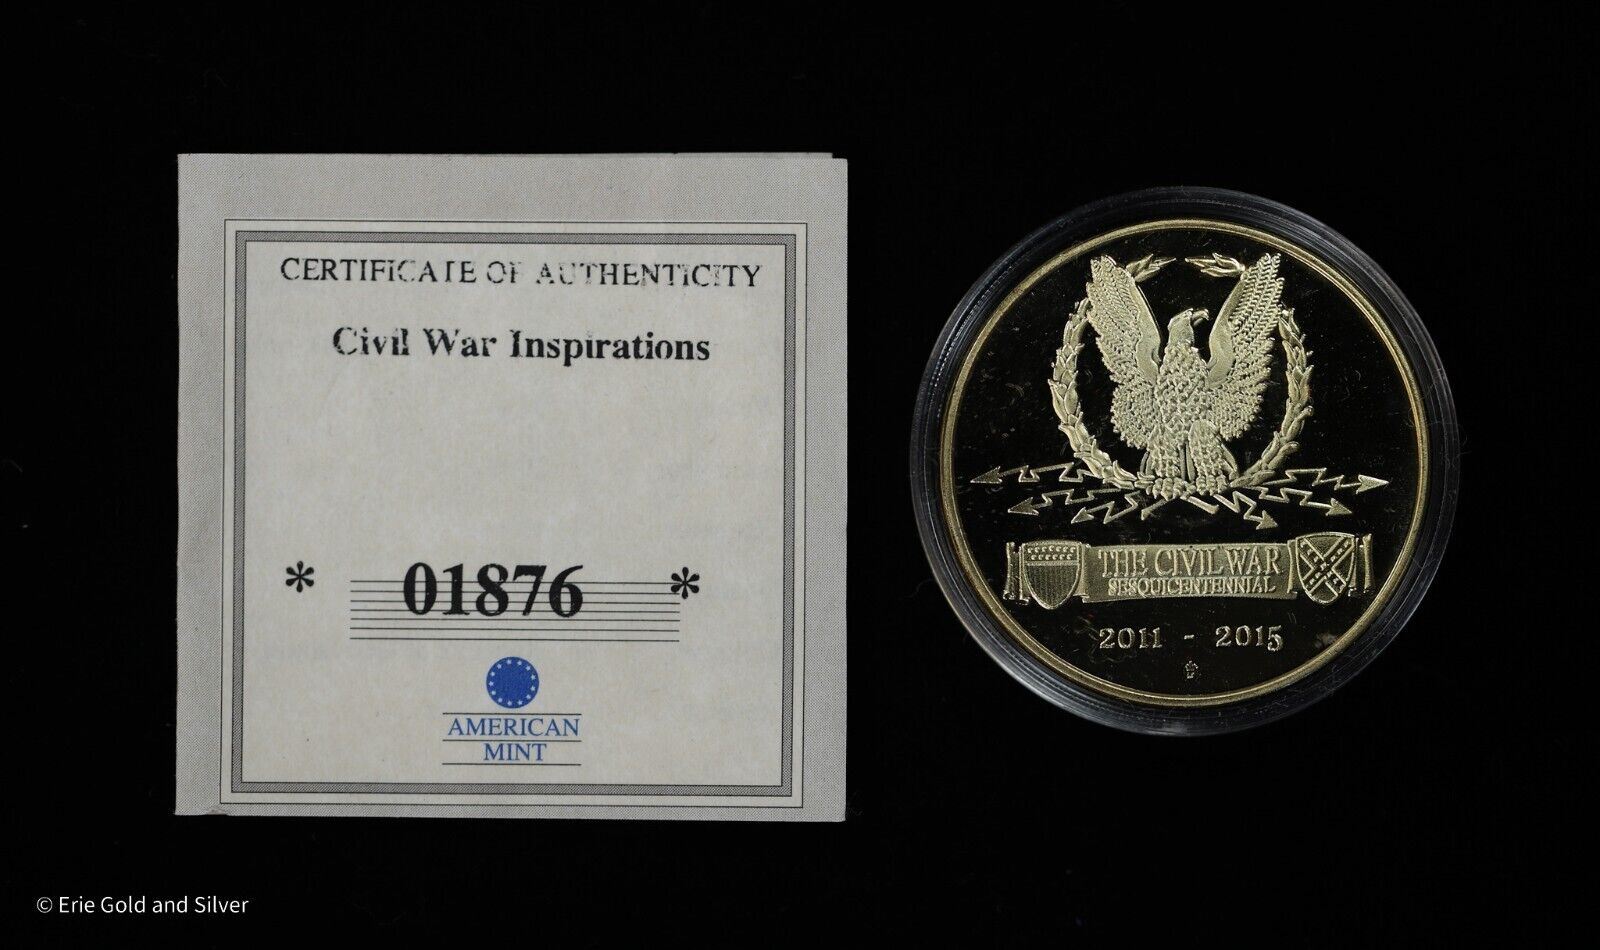 CERTIFICATE OF AUTHENTICITY
Civil War Inspirations
* 01876 *
AMERICAN
MINT
THE CIVIL WAR
SESQUICENTENNIAL
2011 - 2015
© Erie Gold and Silver